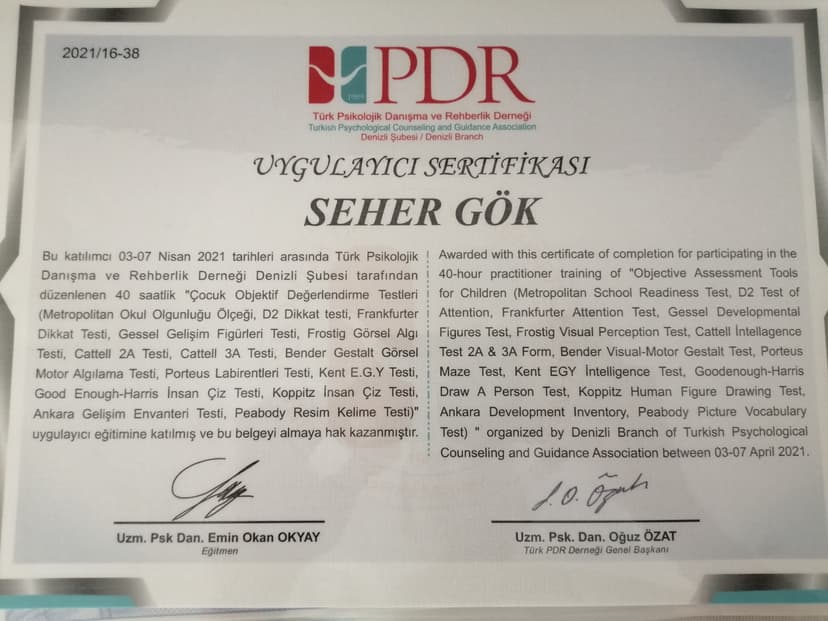 2021/16-38
PDR
Türk Psikolojik Danışma ve Rehberlik Derneği
Turkish Psychological Counseling and Guidance Association
Denizli Şubesi / Denizli Branch
UYGULAYICI SERTİFİKASI
SEHER GÖK
Bu katılımcı 03-07 Nisan 2021 tarihleri arasında Türk Psikolojik
Danışma ve Rehberlik Derneği Denizli Şubesi tarafından
düzenlenen 40 saatlik "Çocuk Objektif Değerlendirme Testleri
(Metropolitan Okul Olgunluğu Ölçeği, D2 Dikkat testi, Frankfurter
Dikkat Testi, Gessel Gelişim Figürleri Testi, Frostig Görsel Algı
Testi, Cattell 2A Testi, Cattell 3A Testi, Bender Gestalt Görsel
Motor Algılama Testi, Porteus Labirentleri Testi, Kent E.G.Y Testi,
Good Enough-Harris İnsan Çiz Testi, Koppitz İnsan Çiz Testi,
Ankara Gelişim Envanteri Testi, Peabody Resim Kelime Testi)"
uygulayıcı eğitimine katılmış ve bu belgeyi almaya hak kazanmıştır.
Awarded with this certificate of completion for participating in the
40-hour practitioner training of "Objective Assessment Tools
for Children (Metropolitan School Readiness Test, D2 Test of
Attention, Frankfurter Attention Test, Gessel Developmental
Figures Test, Frostig Visual Perception Test, Cattell İntellagence
Test 2A & 3A Form, Bender Visual-Motor Gestalt Test, Porteus
Maze Test, Kent EGY İntelligence Test, Goodenough-Harris
Draw A Person Test, Koppitz Human Figure Drawing Test,
Ankara Development Inventory, Peabody Picture Vocabulary
Test) " organized by Denizli Branch of Turkish Psychological
Counseling and Guidance Association between 03-07 April 2021.
Uzm. Psk Dan. Emin Okan OKYAY
Eğitmen
Uzm. Psk. Dan. Oğuz ÖZAT
Türk PDR Derneği Genel Başkanı